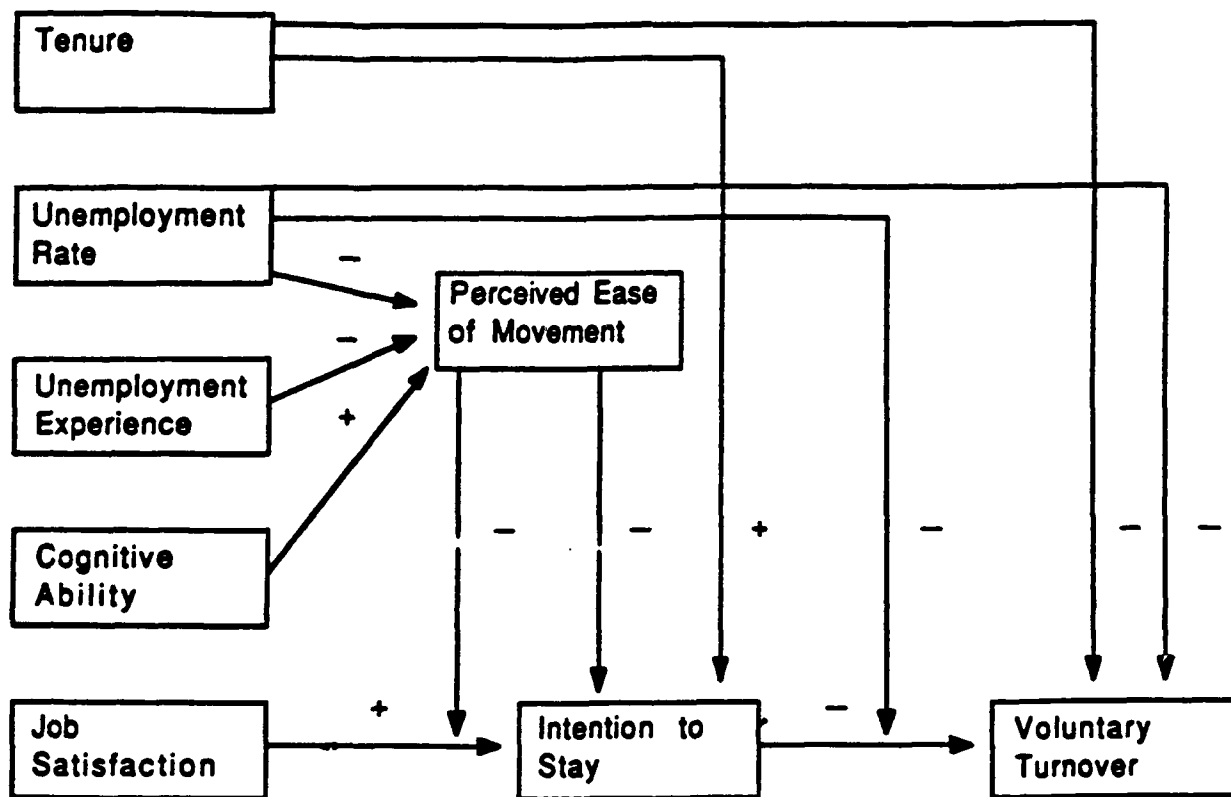 Tenure
Unemployment
Rate
−
Perceived Ease
of Movement
−
Unemployment
Experience
+
Cognitive
Ability
−
−
+
−
−
−
Job
Satisfaction
+
Intention to
Stay
−
Voluntary
Turnover